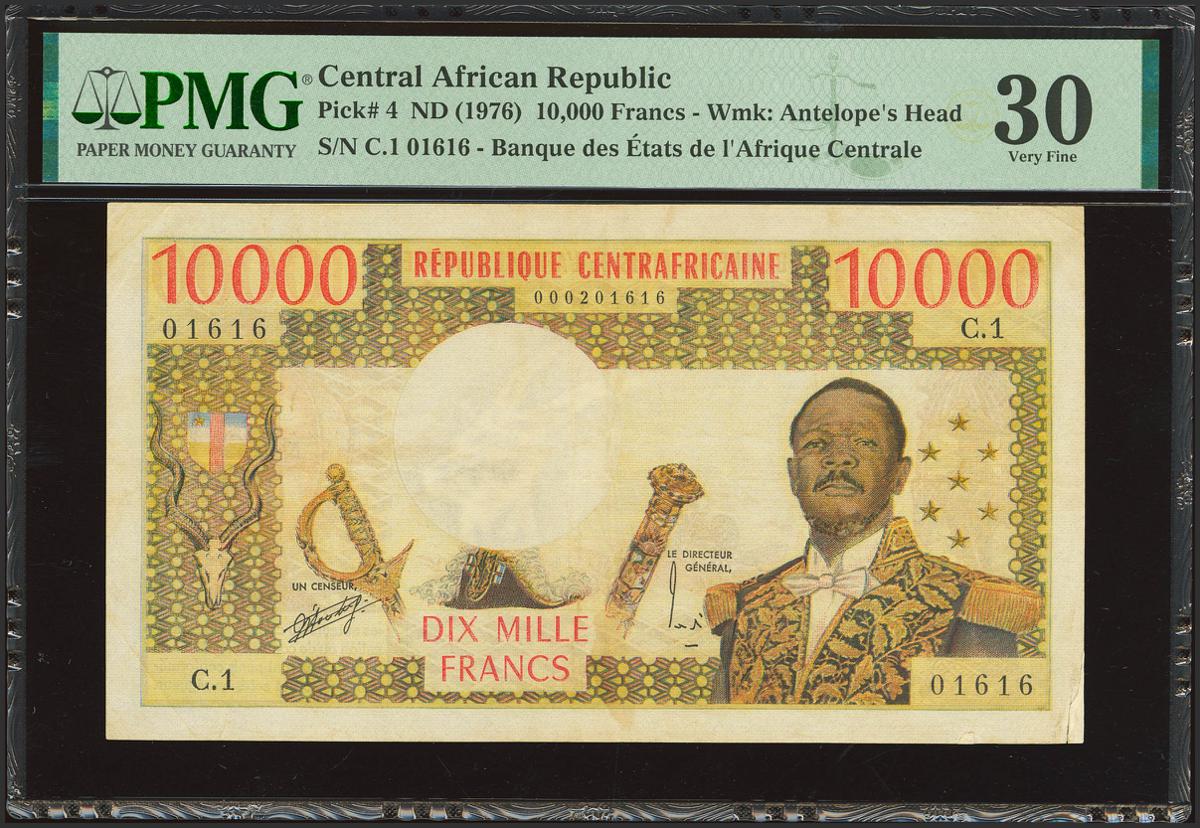 PMG®
PAPER MONEY GUARANTY
Central African Republic
Pick# 4 ND (1976) 10,000 Francs - Wmk: Antelope's Head
S/N C.1 01616 - Banque des États de l'Afrique Centrale
30
Very Fine
10000
RÉPUBLIQUE CENTRAFRICAINE
10000
000201616
01616
C.1
UN CENSEUR,
LE DIRECTEUR
GÉNÉRAL,
DIX MILLE
FRANCS
C.1
01616